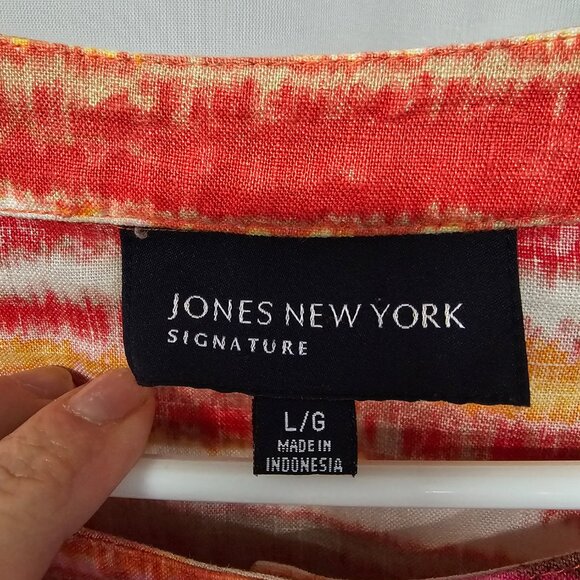 JONES NEW YORK
SIGNATURE
L/G
MADE IN
INDONESIA